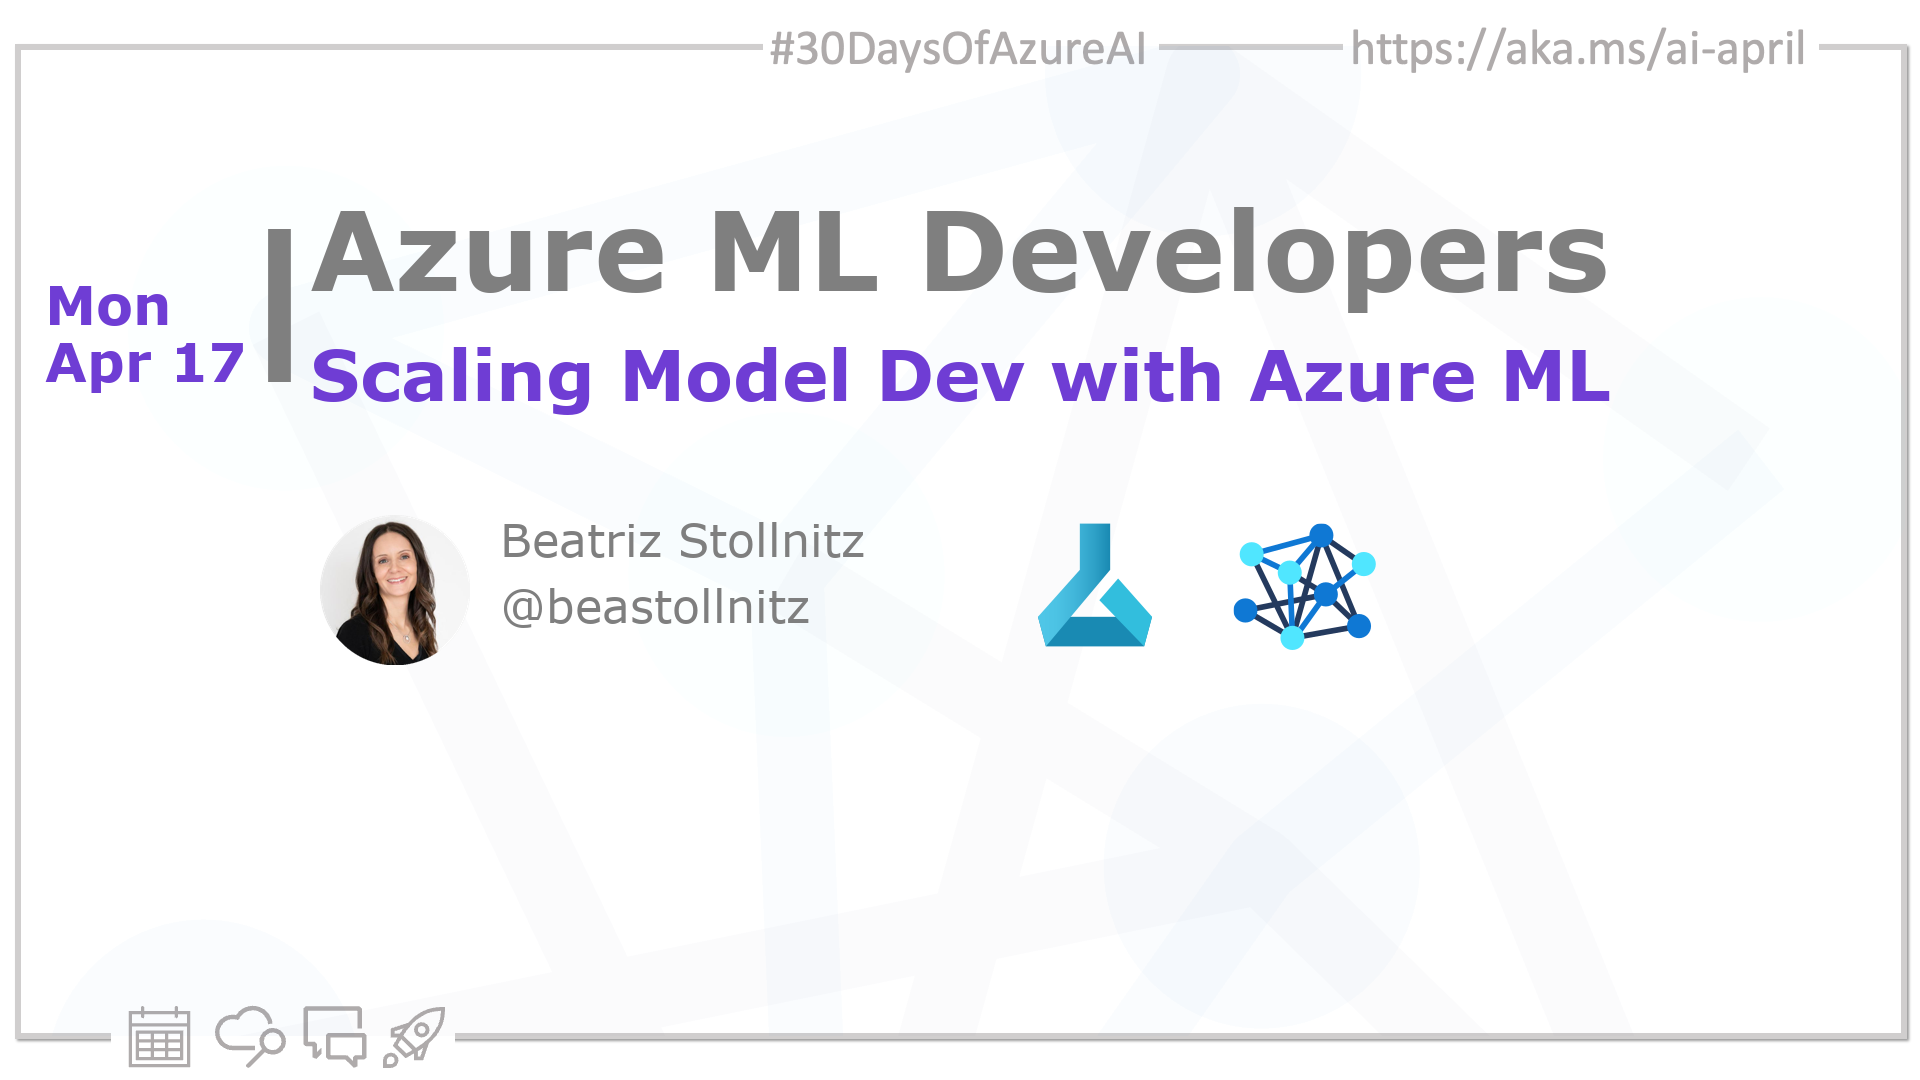 #30DaysOfAzureAI
https://aka.ms/ai-april
Azure ML Developers
Mon
Apr 17
Scaling Model Dev with Azure ML
Beatriz Stollnitz
@beastollnitz